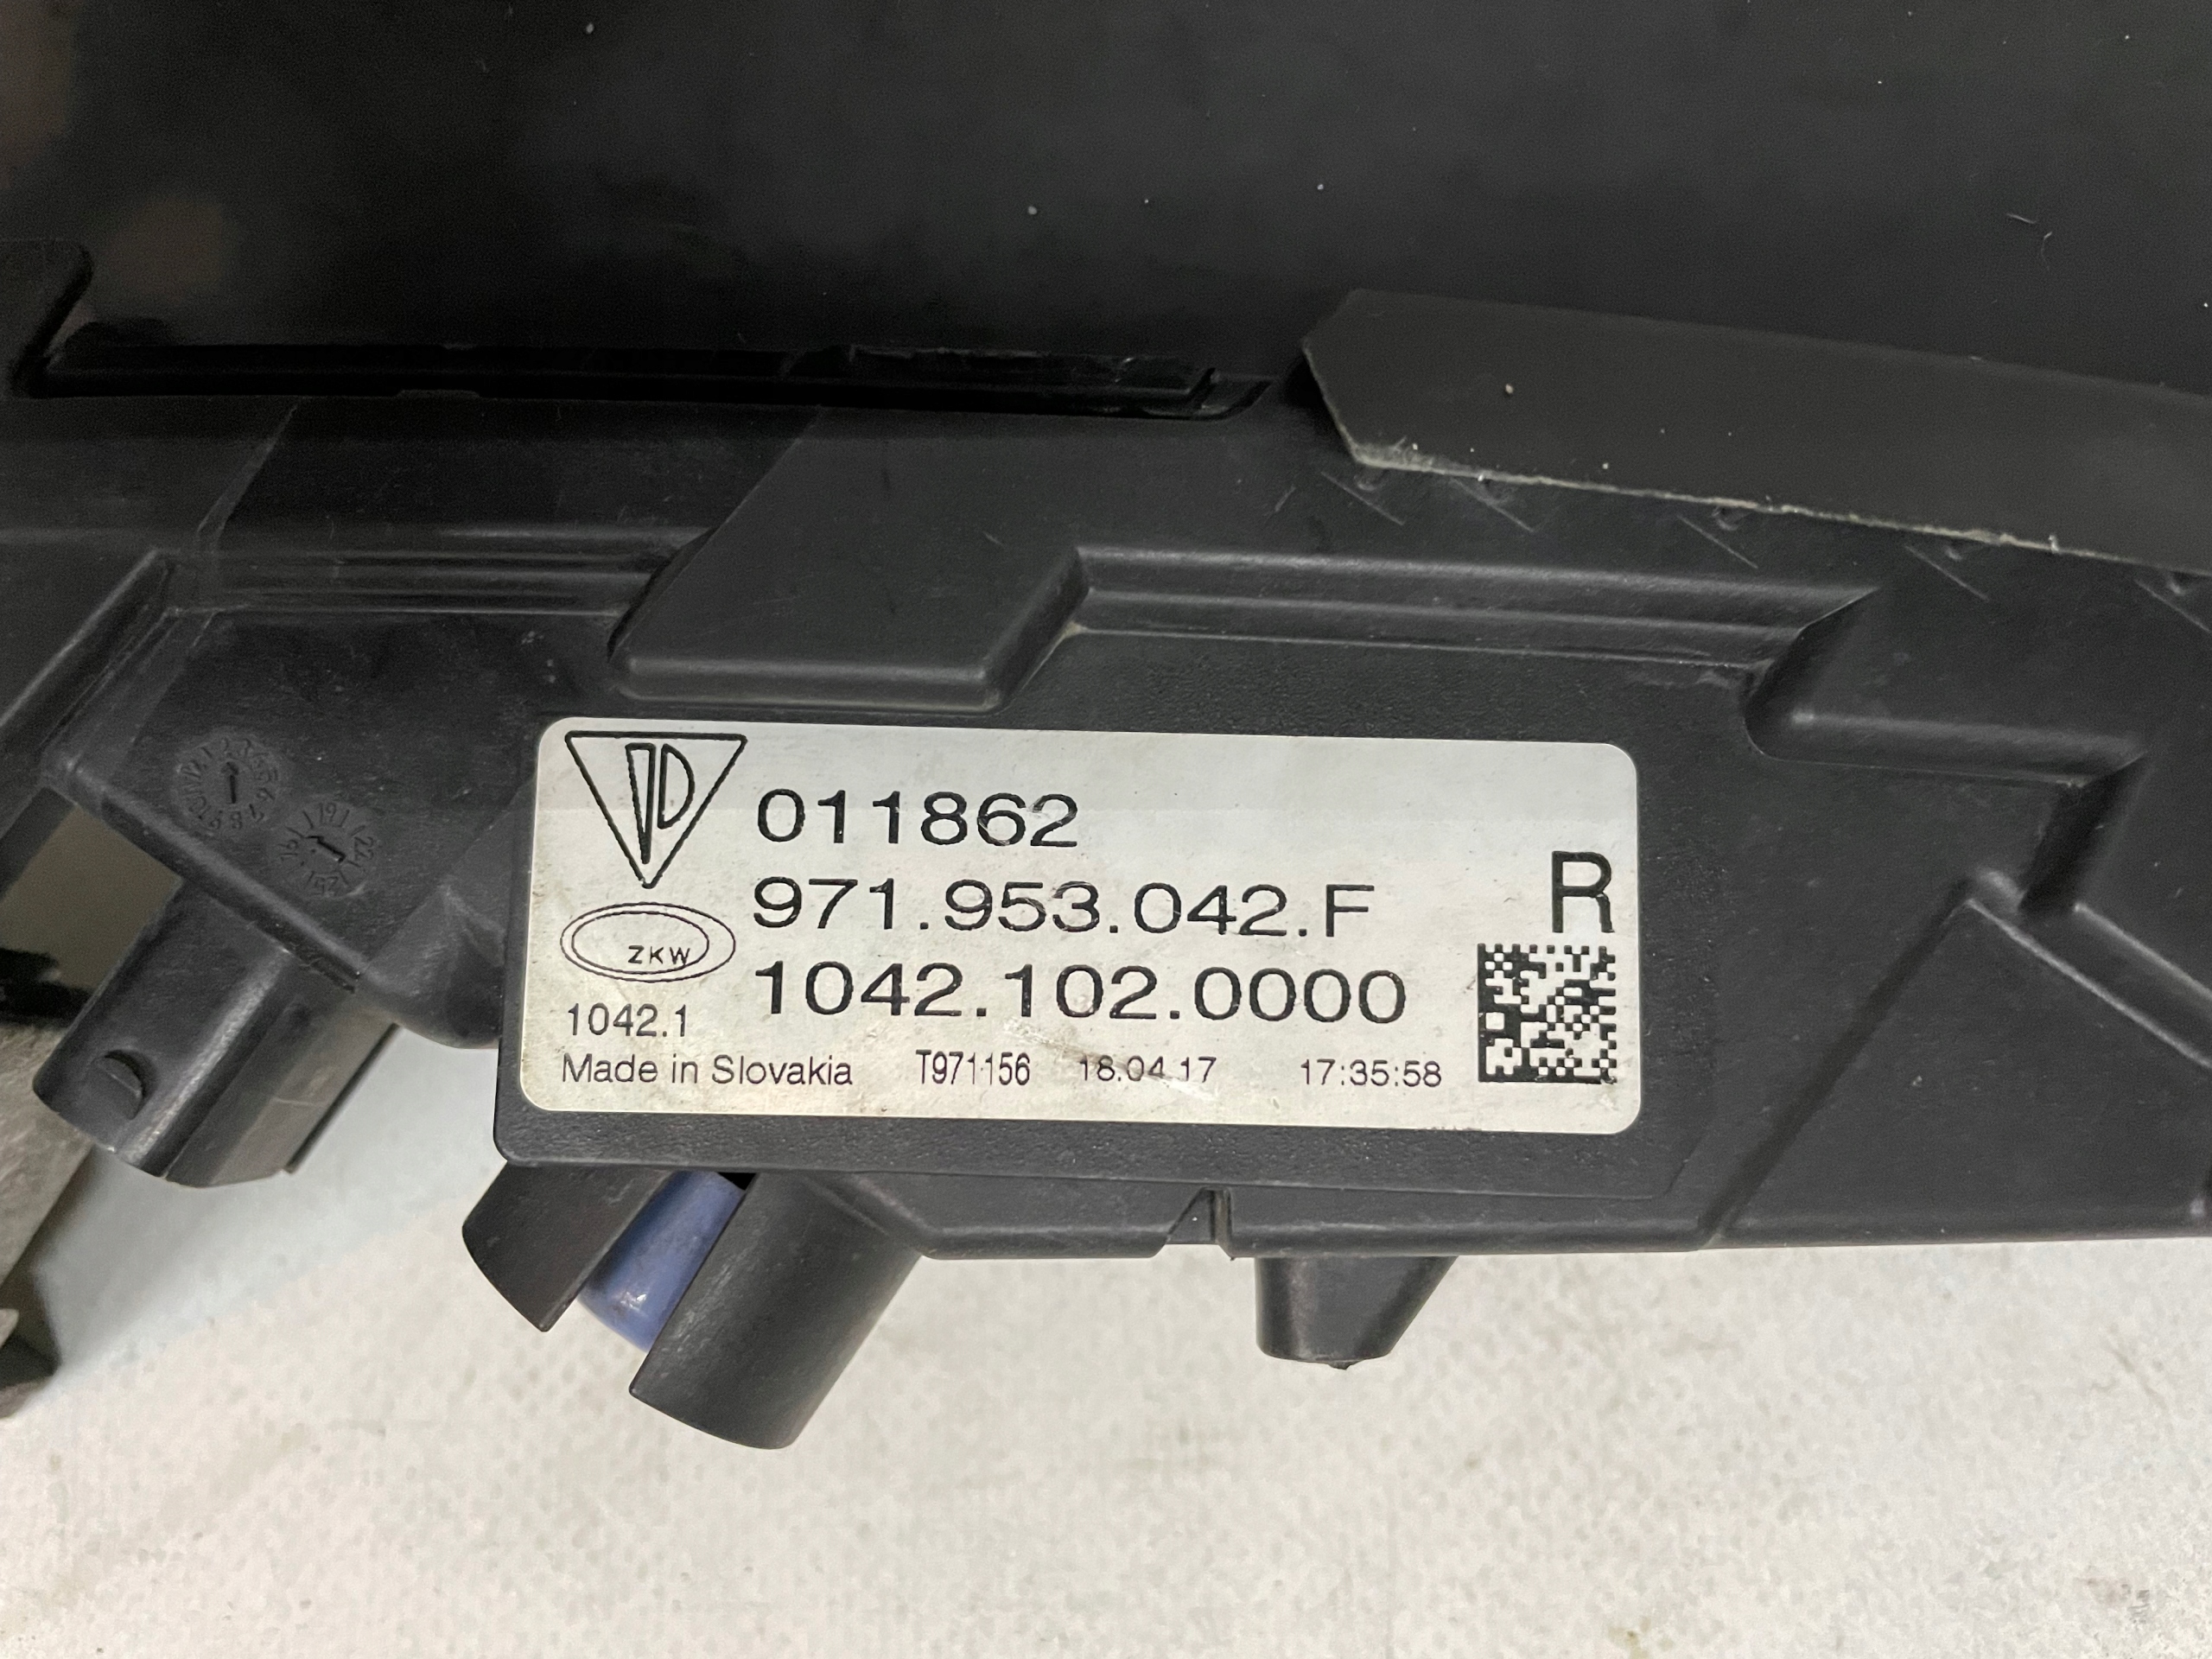 011862
971.953.042.F
R
ZKW
1042.102.0000
1042.1
Made in Slovakia T971156 18.04.17 17:35:58